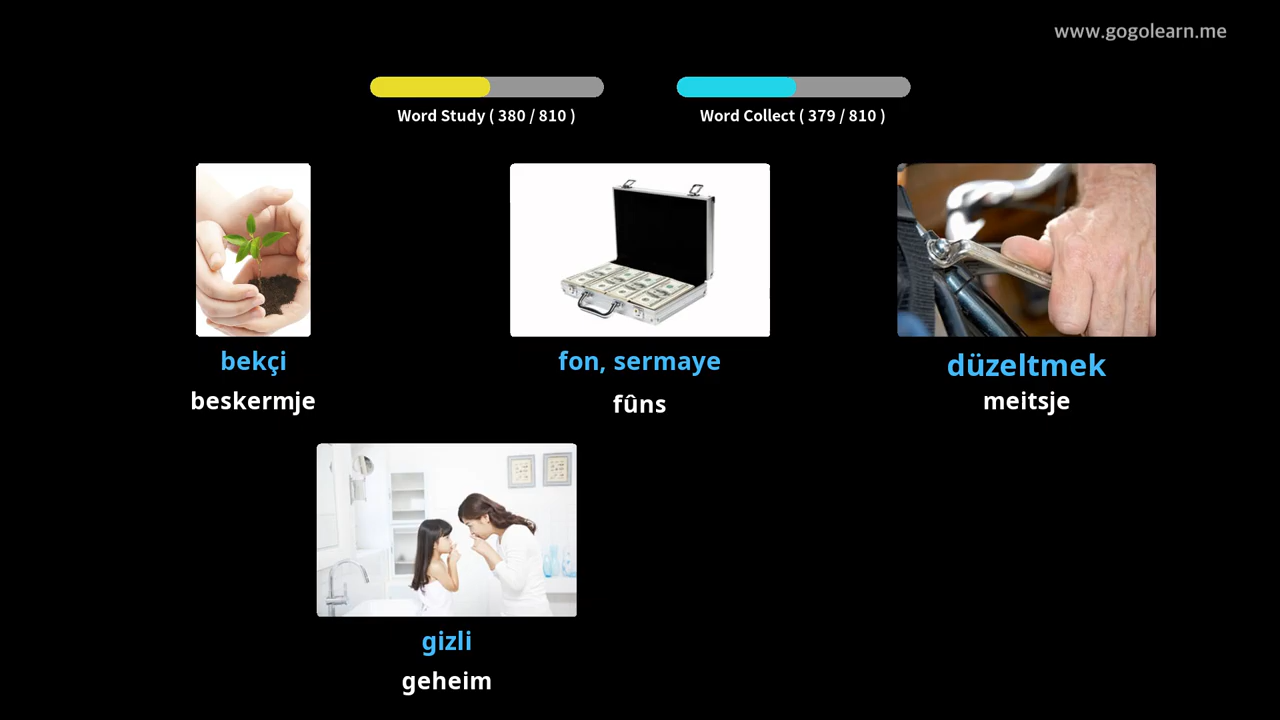 www.gogolearn.me
Word Study ( 380 / 810 )
Word Collect ( 379 / 810 )
bekçi
beskermje
fon, sermaye
fûns
düzeltmek
meitsje
gizli
geheim